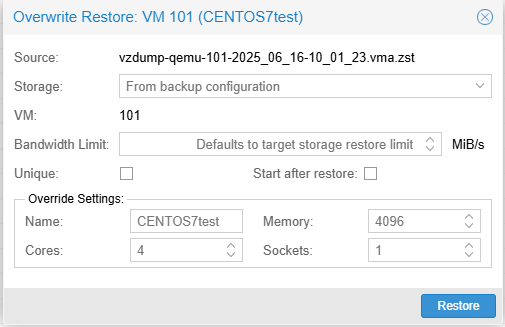 Overwrite Restore: VM 101 (CENTOS7test)
Source: vzdump-qemu-101-2025_06_16-10_01_23.vma.zst
Storage: From backup configuration
VM: 101
Bandwidth Limit: Defaults to target storage restore limit MiB/s
Unique: Start after restore:
Override Settings:
Name: CENTOS7test Memory: 4096
Cores: 4 Sockets: 1
Restore